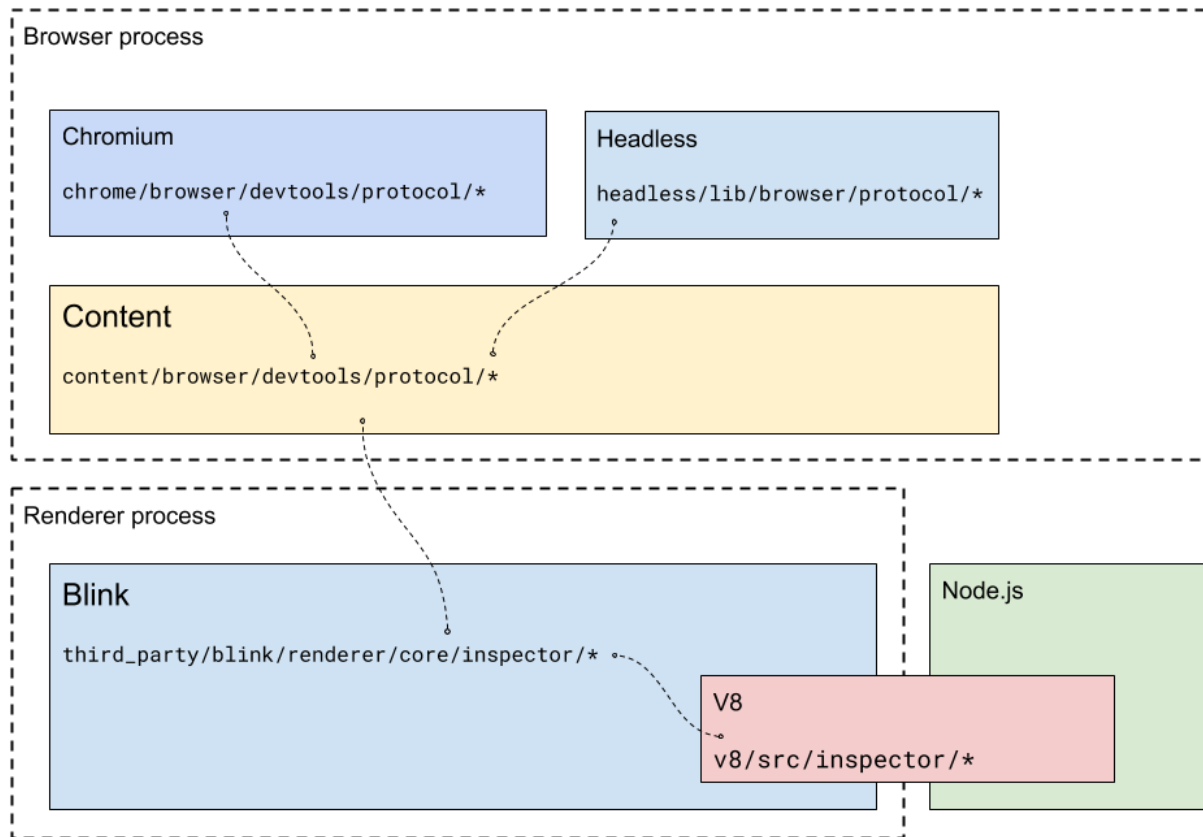 Browser process
Chromium
chrome/browser/devtools/protocol/*
Headless
headless/lib/browser/protocol/*
Content
content/browser/devtools/protocol/*
Renderer process
Blink
third_party/blink/renderer/core/inspector/*
Node.js
V8
v8/src/inspector/*